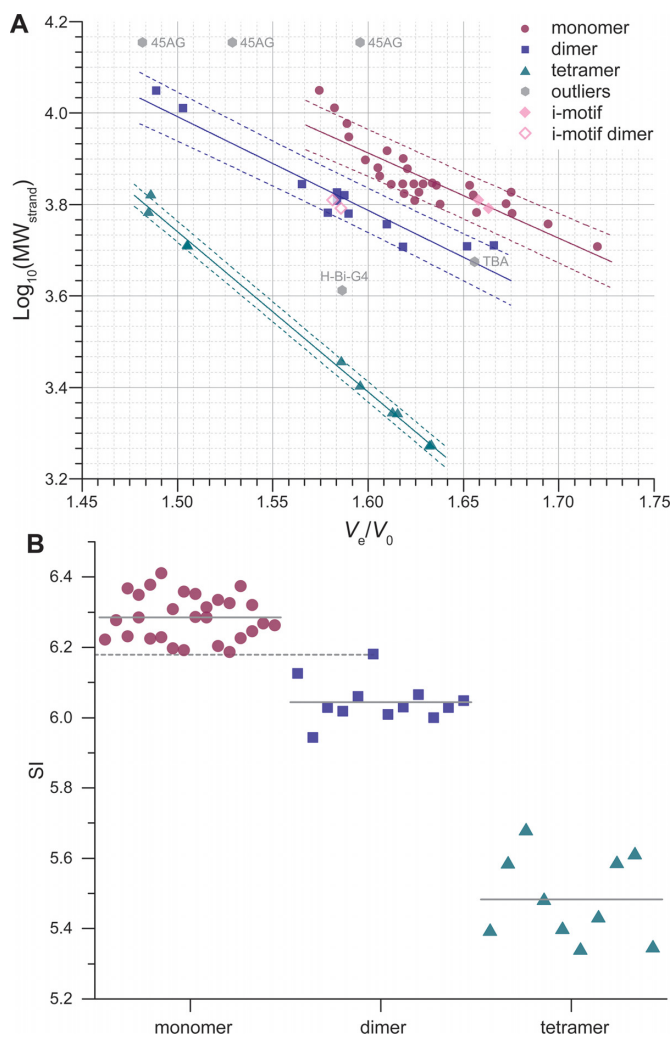 A
4.2
4.0
3.8
3.6
3.4
3.2
Log10(MWstrand)
45AG
45AG
45AG
monomer
dimer
tetramer
outliers
i-motif
i-motif dimer
TBA
H-Bi-G4
1.45
1.50
1.55
1.60
1.65
1.70
1.75
Ve/V0
B
6.4
6.2
6.0
5.8
5.6
5.4
5.2
SI
monomer
dimer
tetramer